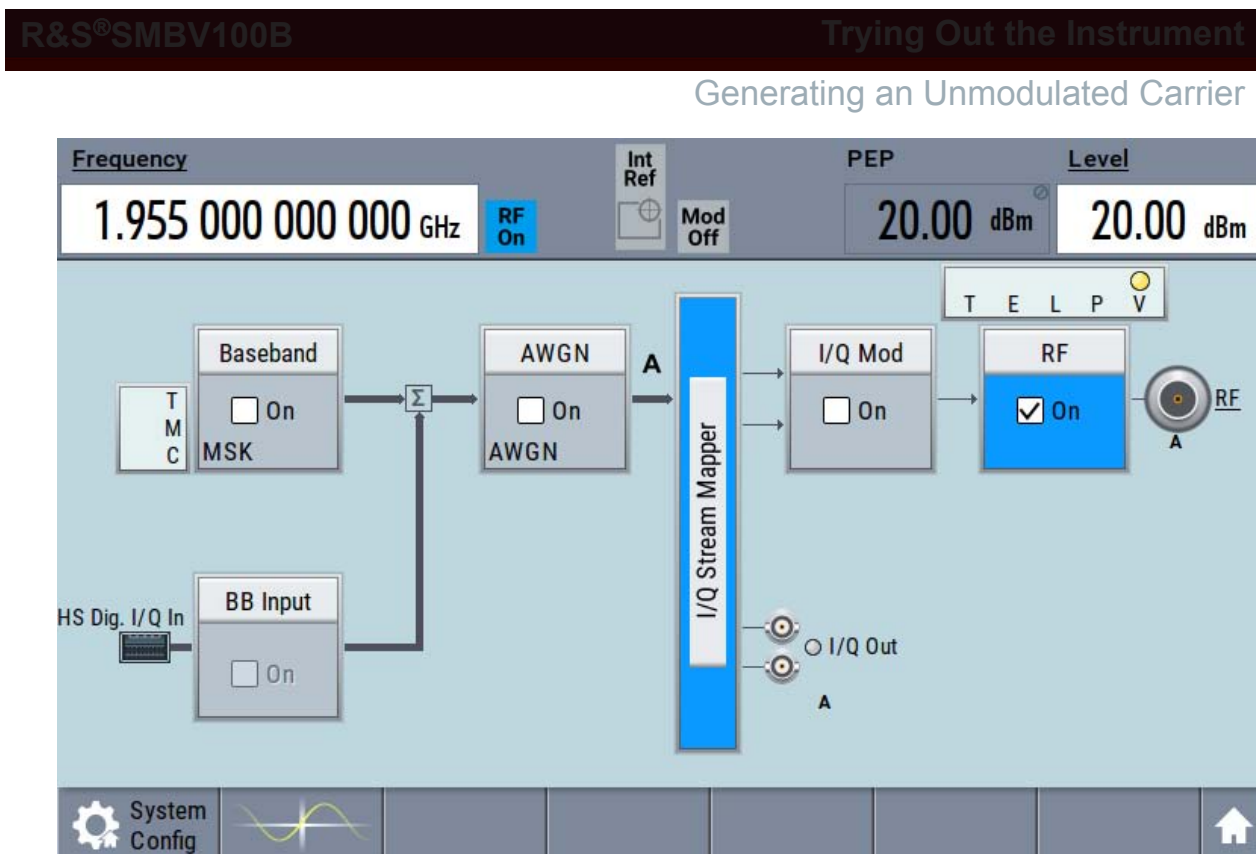 R&S®SMBV100B
Trying Out the Instrument
Generating an Unmodulated Carrier
Frequency
Int
Ref
PEP
Level
1.955 000 000 000 GHz
RF
On
Mod
Off
20.00 dBm
20.00 dBm
T E L P V
Baseband
AWGN
A
I/Q Mod
RF
T
M
C
On
Σ
On
On
On
RF
MSK
AWGN
A
I/Q Stream Mapper
BB Input
HS Dig. I/Q In
On
I/Q Out
A
System
Config